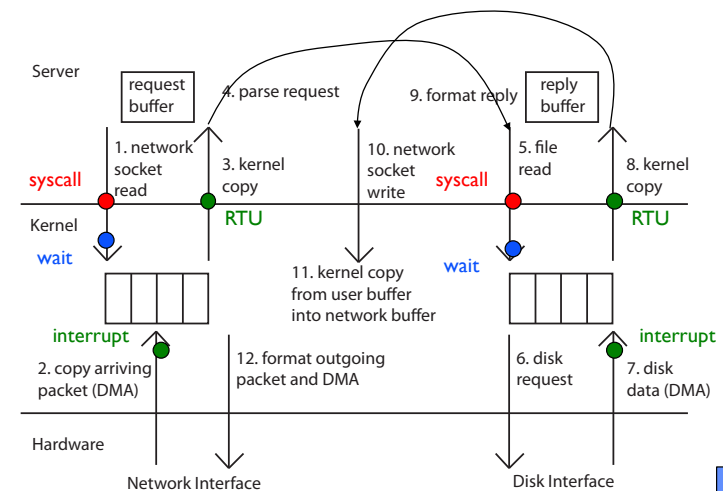 Server
request
buffer
4. parse request
9. format reply
reply
buffer
1. network
socket
read
3. kernel
copy
10. network
socket
write
5. file
read
8. kernel
copy
syscall
syscall
RTU
RTU
Kernel
wait
wait
11. kernel copy
from user buffer
into network buffer
interrupt
interrupt
2. copy arriving
packet (DMA)
12. format outgoing
packet and DMA
6. disk
request
7. disk
data (DMA)
Hardware
Network Interface
Disk Interface